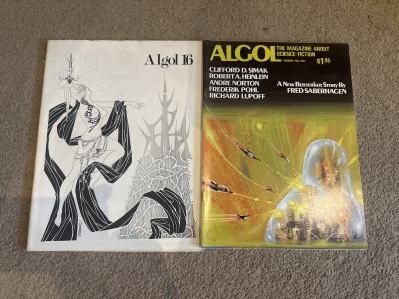 Algol 16
ALGOL
THE MAGAZINE ABOUT
SCIENCE FICTION
$1.95
CLIFFORD D. SIMAK
ROBERT A. HEINLEIN
ANDRE NORTON
FREDERIK POHL
RICHARD LUPOFF
A New Berserker Story By
FRED SABERHAGEN